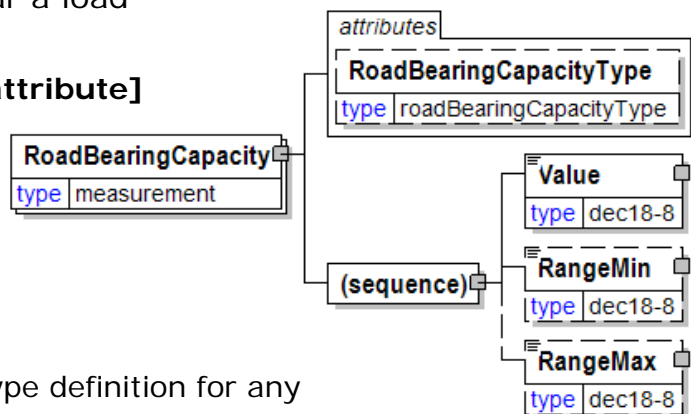 ur a load
attributes
RoadBearingCapacityType
type roadBearingCapacityType
ttribute]
RoadBearingCapacity
type measurement
Value
type dec18-8
(sequence)
RangeMin
type dec18-8
RangeMax
type dec18-8
ype definition for any